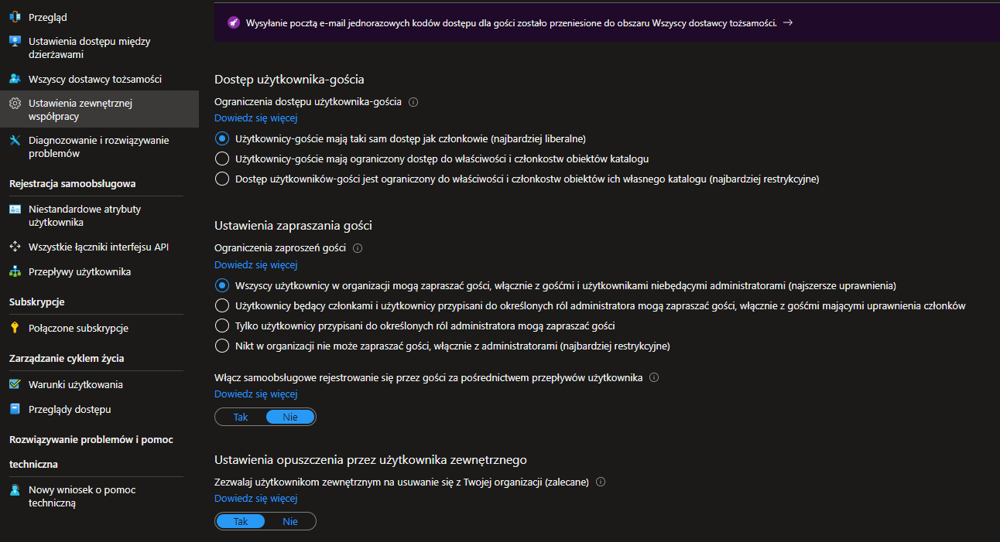 Przegląd
Ustawienia dostępu między
dzierżawami
Wszyscy dostawcy tożsamości
Ustawienia zewnętrznej
współpracy
Diagnozowanie i rozwiązywanie
problemów
Rejestracja samoobsługowa
Niestandardowe atrybuty
użytkownika
Wszystkie łączniki interfejsu API
Przepływy użytkownika
Subskrypcje
Połączone subskrypcje
Zarządzanie cyklem życia
Warunki użytkowania
Przeglądy dostępu
Rozwiązywanie problemów i pomoc
techniczna
Nowy wniosek o pomoc
techniczną
Wysyłanie pocztą e-mail jednorazowych kodów dostępu dla gości zostało przeniesione do obszaru Wszyscy dostawcy tożsamości. →
Dostęp użytkownika-gościa
Ograniczenia dostępu użytkownika-gościa
Dowiedz się więcej
Użytkownicy-goście mają taki sam dostęp jak członkowie (najbardziej liberalne)
Użytkownicy-goście mają ograniczony dostęp do właściwości i członkostw obiektów katalogu
Dostęp użytkowników-gości jest ograniczony do właściwości i członkostw obiektów ich własnego katalogu (najbardziej restrykcyjne)
Ustawienia zapraszania gości
Ograniczenia zaproszeń gości
Dowiedz się więcej
Wszyscy użytkownicy w organizacji mogą zapraszać gości, włącznie z gośćmi i użytkownikami niebędącymi administratorami (najszersze uprawnienia)
Użytkownicy będący członkami i użytkownicy przypisani do określonych ról administratora mogą zapraszać gości, włącznie z gośćmi mającymi uprawnienia członków
Tylko użytkownicy przypisani do określonych ról administratora mogą zapraszać gości
Nikt w organizacji nie może zapraszać gości, włącznie z administratorami (najbardziej restrykcyjne)
Włącz samoobsługowe rejestrowanie się przez gości za pośrednictwem przepływów użytkownika
Dowiedz się więcej
Tak Nie
Ustawienia opuszczenia przez użytkownika zewnętrznego
Zezwalaj użytkownikom zewnętrznym na usuwanie się z Twojej organizacji (zalecane)
Dowiedz się więcej
Tak Nie